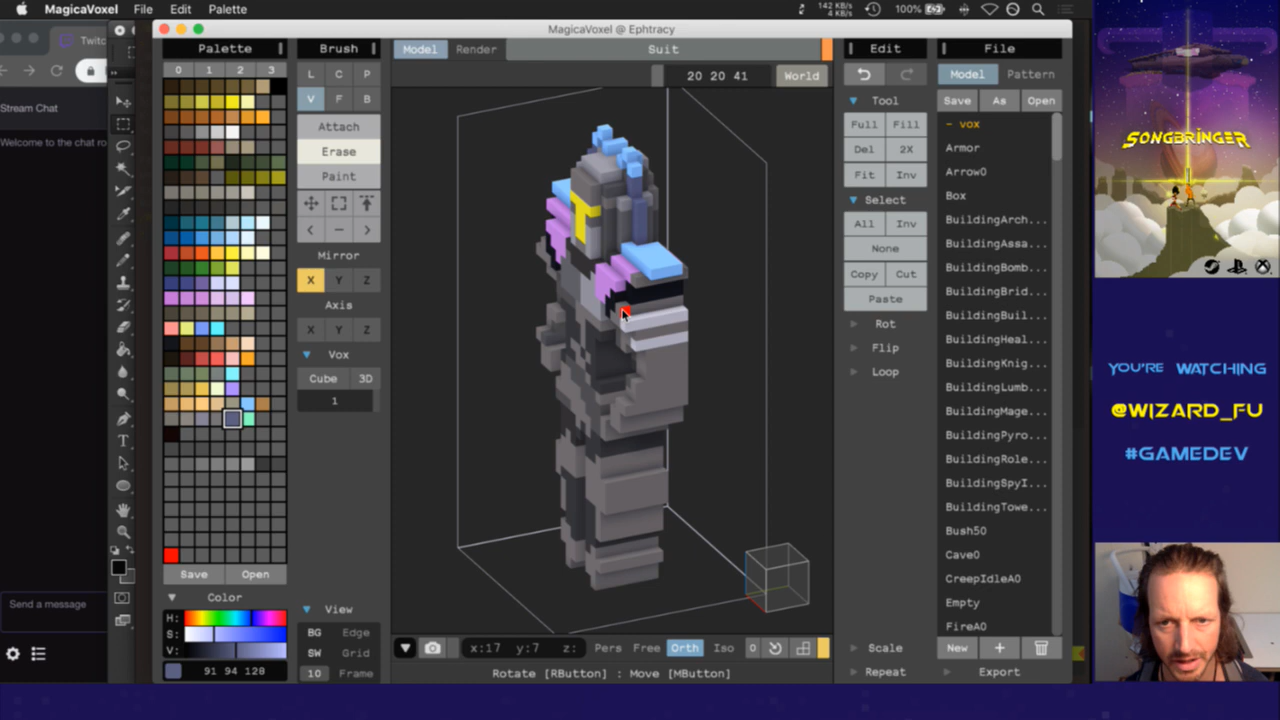 MagicaVoxel File Edit Palette
142 KB/s
4 KB/s
100%
MagicaVoxel @ Ephtracy
Twitc
Stream Chat
Welcome to the chat ro
Send a message
Palette
0 1 2 3
Save Open
Color
H:
S:
V:
91 94 128
Brush
L C P
V F B
Attach
Erase
Paint
< – >
Mirror
X Y Z
Axis
X Y Z
Vox
Cube 3D
1
View
BG Edge
SW Grid
10 Frame
Model Render Suit
20 20 41 World
x:17 y:7 z: Pers Free Orth Iso 0
Rotate [RButton] : Move [MButton]
Edit
Tool
Full Fill
Del 2X
Fit Inv
Select
All Inv
None
Copy Cut
Paste
Rot
Flip
Loop
Scale
Repeat
File
Model Pattern
Save As Open
- vox
Armor
Arrow0
Box
BuildingArch...
BuildingAssa...
BuildingBomb...
BuildingBrid...
BuildingBuil...
BuildingHeal...
BuildingKnig...
BuildingLumb...
BuildingMage...
BuildingPyro...
BuildingRole...
BuildingSpyI...
BuildingTowe...
Bush50
Cave0
CreepIdleA0
Empty
FireA0
New +
Export
SONGBRINGER
YOU'RE WATCHING
@WIZARD_FU
#GAMEDEV